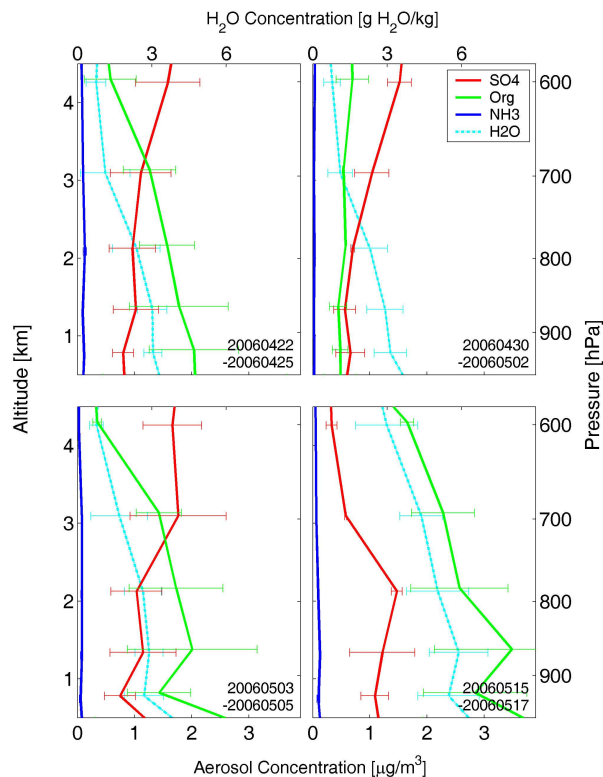 H2O Concentration [g H2O/kg]
0 3 6 0 3 6
4
3
2
1
600
700
800
900
SO4
Org
NH3
H2O
20060422
-20060425
20060430
-20060502
4
3
2
1
600
700
800
900
20060503
-20060505
20060515
-20060517
0 1 2 3 0 1 2 3
Altitude [km]
Pressure [hPa]
Aerosol Concentration [μg/m³]